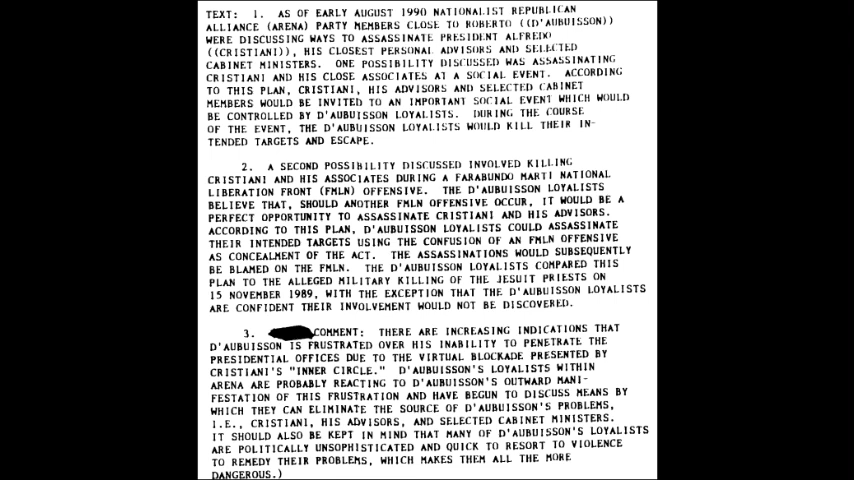 TEXT: 1. AS OF EARLY AUGUST 1990 NATIONALIST REPUBLICAN
ALLIANCE (ARENA) PARTY MEMBERS CLOSE TO ROBERTO ((D'AUBUISSON))
WERE DISCUSSING WAYS TO ASSASSINATE PRESIDENT ALFREDO
((CRISTIANI)), HIS CLOSEST PERSONAL ADVISORS AND SELECTED
CABINET MINISTERS. ONE POSSIBILITY DISCUSSED WAS ASSASSINATING
CRISTIANI AND HIS CLOSE ASSOCIATES AT A SOCIAL EVENT. ACCORDING
TO THIS PLAN, CRISTIANI, HIS ADVISORS AND SELECTED CABINET
MEMBERS WOULD BE INVITED TO AN IMPORTANT SOCIAL EVENT WHICH WOULD
BE CONTROLLED BY D'AUBUISSON LOYALISTS. DURING THE COURSE
OF THE EVENT, THE D'AUBUISSON LOYALISTS WOULD KILL THEIR IN-
TENDED TARGETS AND ESCAPE.
2. A SECOND POSSIBILITY DISCUSSED INVOLVED KILLING
CRISTIANI AND HIS ASSOCIATES DURING A FARABUNDO MARTI NATIONAL
LIBERATION FRONT (FMLN) OFFENSIVE. THE D'AUBUISSON LOYALISTS
BELIEVE THAT, SHOULD ANOTHER FMLN OFFENSIVE OCCUR, IT WOULD BE A
PERFECT OPPORTUNITY TO ASSASSINATE CRISTIANI AND HIS ADVISORS.
ACCORDING TO THIS PLAN, D'AUBUISSON LOYALISTS COULD ASSASSINATE
THEIR INTENDED TARGETS USING THE CONFUSION OF AN FMLN OFFENSIVE
AS CONCEALMENT OF THE ACT. THE ASSASSINATIONS WOULD SUBSEQUENTLY
BE BLAMED ON THE FMLN. THE D'AUBUISSON LOYALISTS COMPARED THIS
PLAN TO THE ALLEGED MILITARY KILLING OF THE JESUIT PRIESTS ON
15 NOVEMBER 1989, WITH THE EXCEPTION THAT THE D'AUBUISSON LOYALISTS
ARE CONFIDENT THEIR INVOLVEMENT WOULD NOT BE DISCOVERED.
3. COMMENT: THERE ARE INCREASING INDICATIONS THAT
D'AUBUISSON IS FRUSTRATED OVER HIS INABILITY TO PENETRATE THE
PRESIDENTIAL OFFICES DUE TO THE VIRTUAL BLOCKADE PRESENTED BY
CRISTIANI'S "INNER CIRCLE." D'AUBUISSON'S LOYALISTS WITHIN
ARENA ARE PROBABLY REACTING TO D'AUBUISSON'S OUTWARD MANI-
FESTATION OF THIS FRUSTRATION AND HAVE BEGUN TO DISCUSS MEANS BY
WHICH THEY CAN ELIMINATE THE SOURCE OF D'AUBUISSON'S PROBLEMS,
I.E., CRISTIANI, HIS ADVISORS, AND SELECTED CABINET MINISTERS.
IT SHOULD ALSO BE KEPT IN MIND THAT MANY OF D'AUBUISSON'S LOYALISTS
ARE POLITICALLY UNSOPHISTICATED AND QUICK TO RESORT TO VIOLENCE
TO REMEDY THEIR PROBLEMS, WHICH MAKES THEM ALL THE MORE
DANGEROUS.)